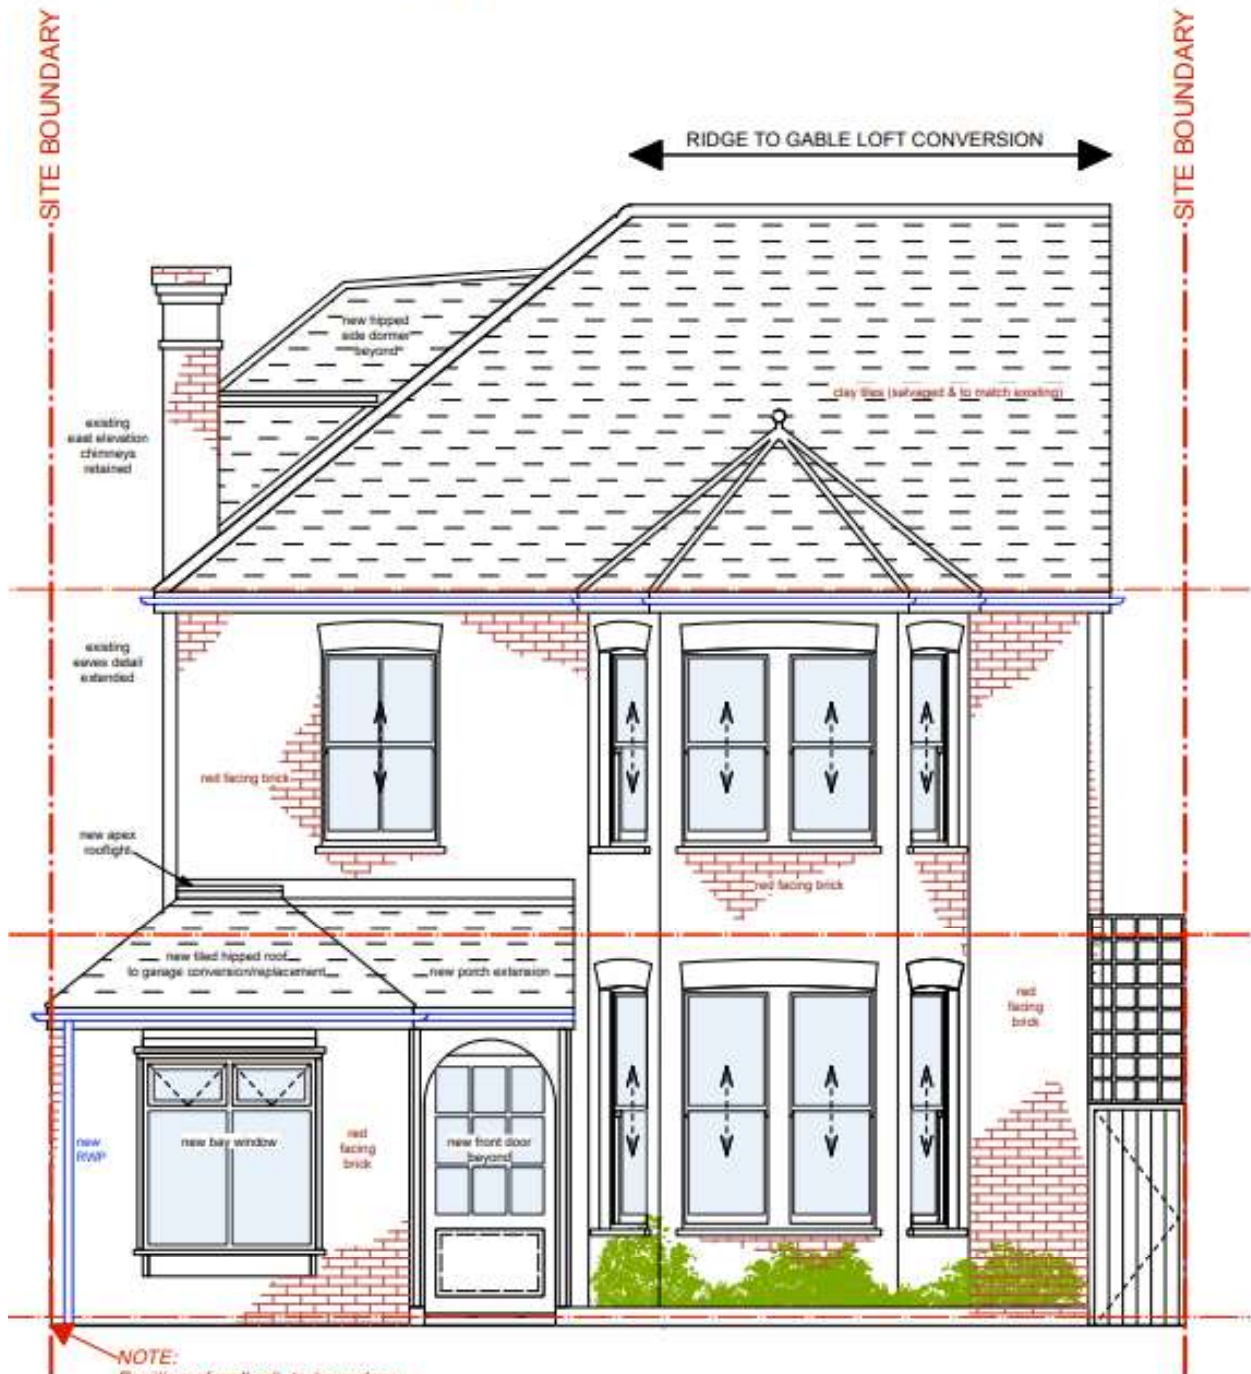 SITE BOUNDARY
SITE BOUNDARY
RIDGE TO GABLE LOFT CONVERSION
new hipped
side dormer
beyond
clay tiles (salvaged & to match existing)
existing
east elevation
chimneys
retained
existing
eaves detail
extended
red facing brick
new apex
rooflight
red facing brick
new tiled hipped roof
to garage conversion/replacement
new porch extension
red
facing
brick
new
RWP
new bay window
red
facing
brick
new front door
beyond
NOTE: